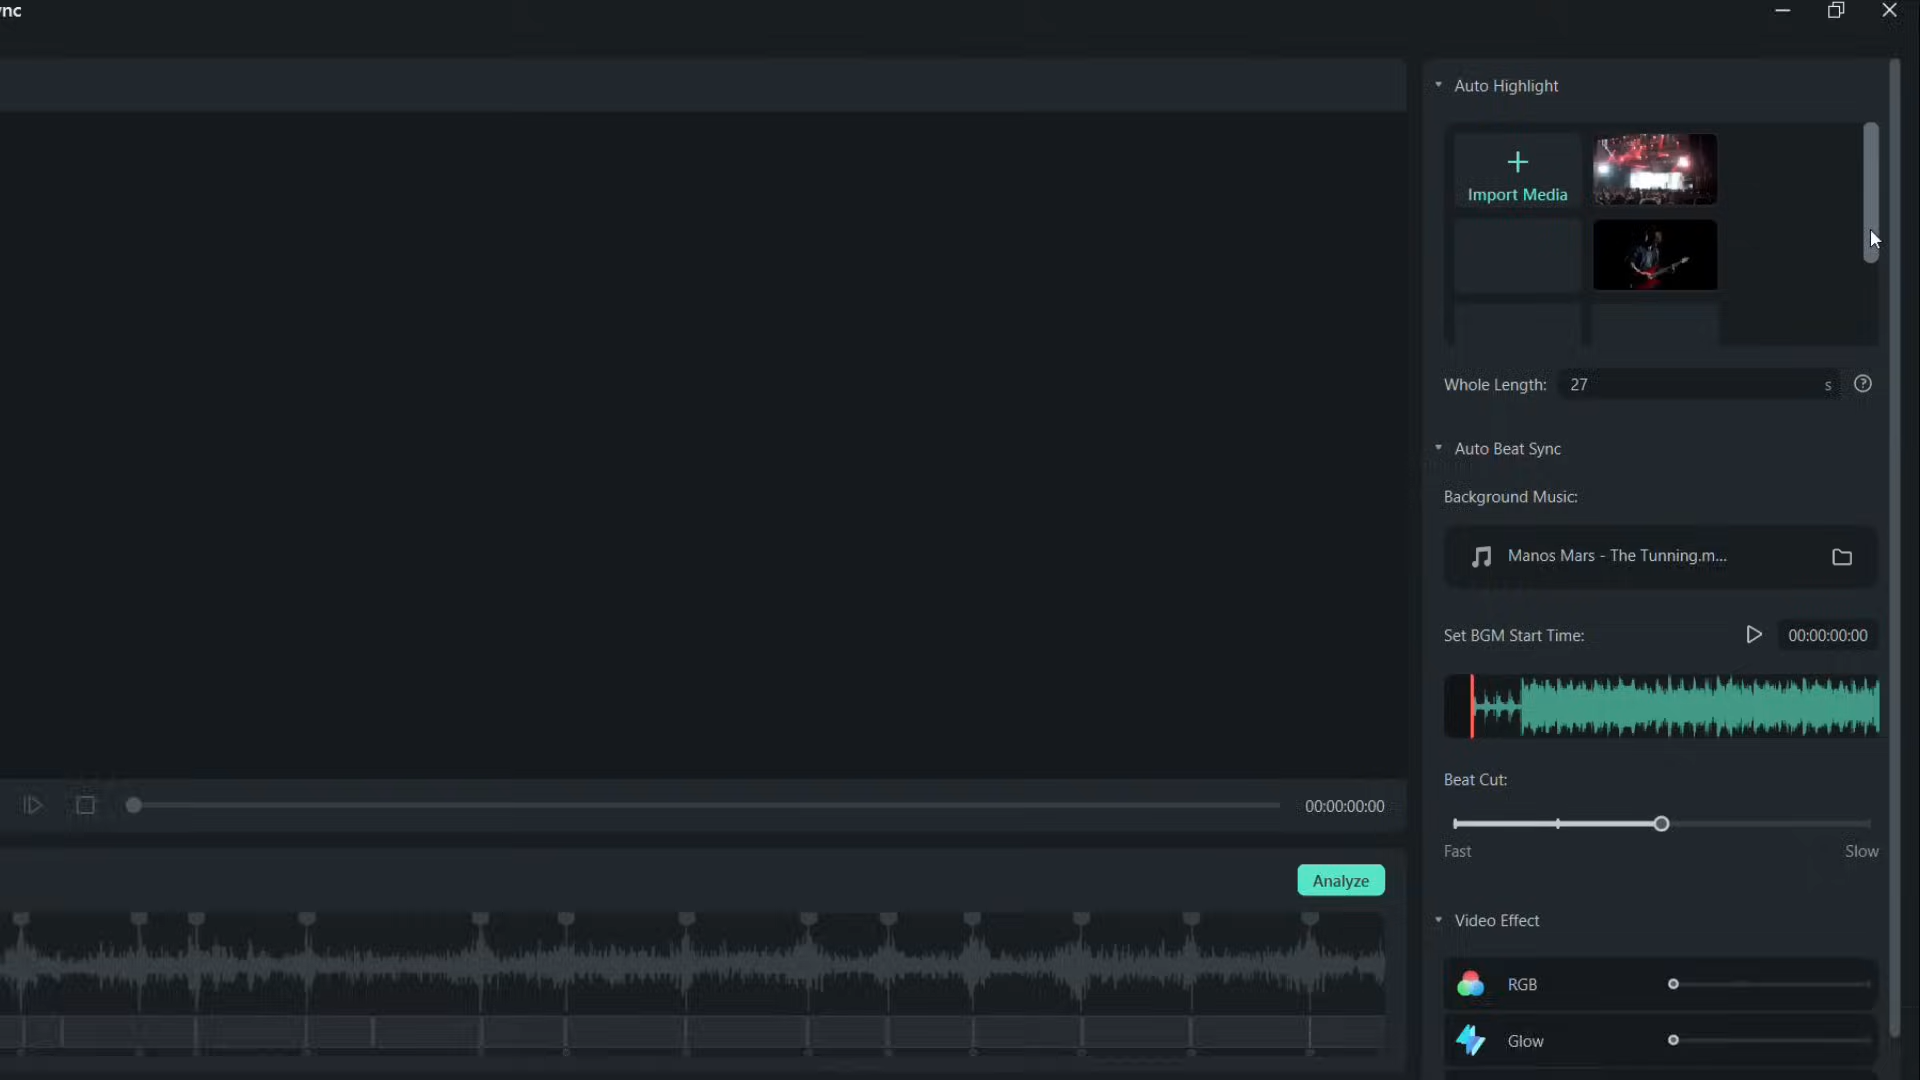 nc
Auto Highlight
Import Media
Whole Length: 27 s
Auto Beat Sync
Background Music:
Manos Mars - The Tunning.m...
Set BGM Start Time: 00:00:00:00
Beat Cut:
00:00:00:00
Fast Slow
Analyze
Video Effect
RGB
Glow